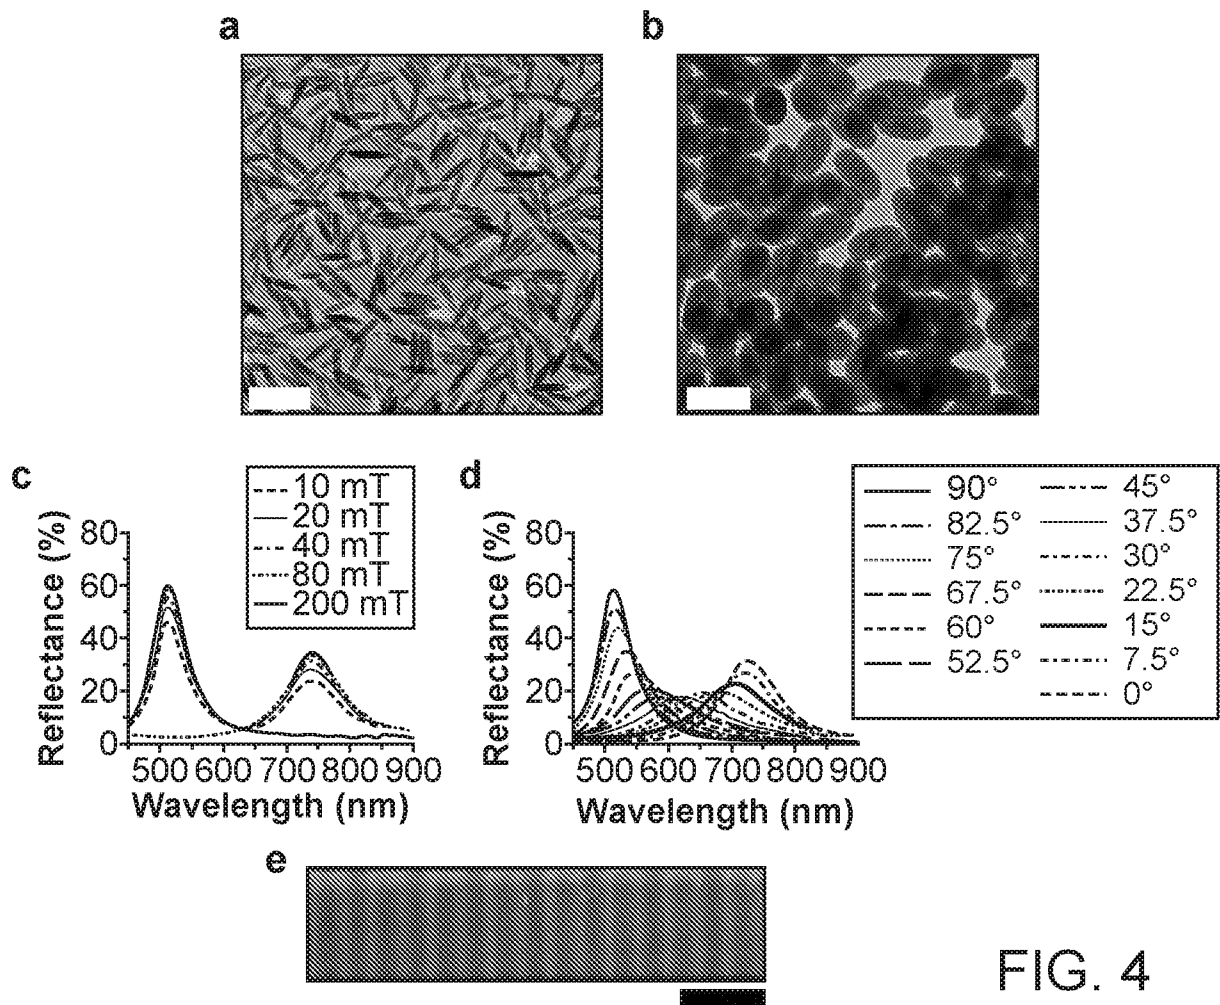 a
b
c
10 mT
20 mT
40 mT
80 mT
200 mT
Reflectance (%)
80
60
40
20
0
500 600 700 800 900
Wavelength (nm)
d
Reflectance (%)
80
60
40
20
0
500 600 700 800 900
Wavelength (nm)
90°
82.5°
75°
67.5°
60°
52.5°
45°
37.5°
30°
22.5°
15°
7.5°
0°
e
FIG. 4